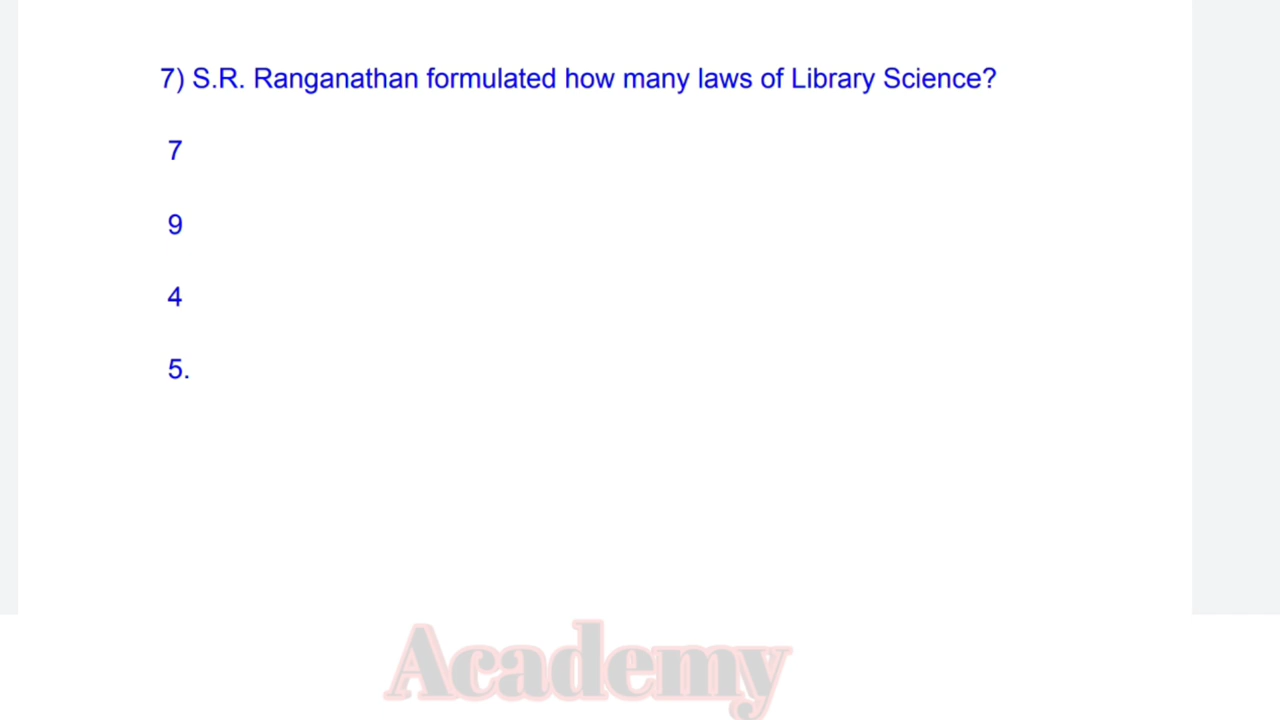 7) S.R. Ranganathan formulated how many laws of Library Science?
7
9
4
5.
Academy